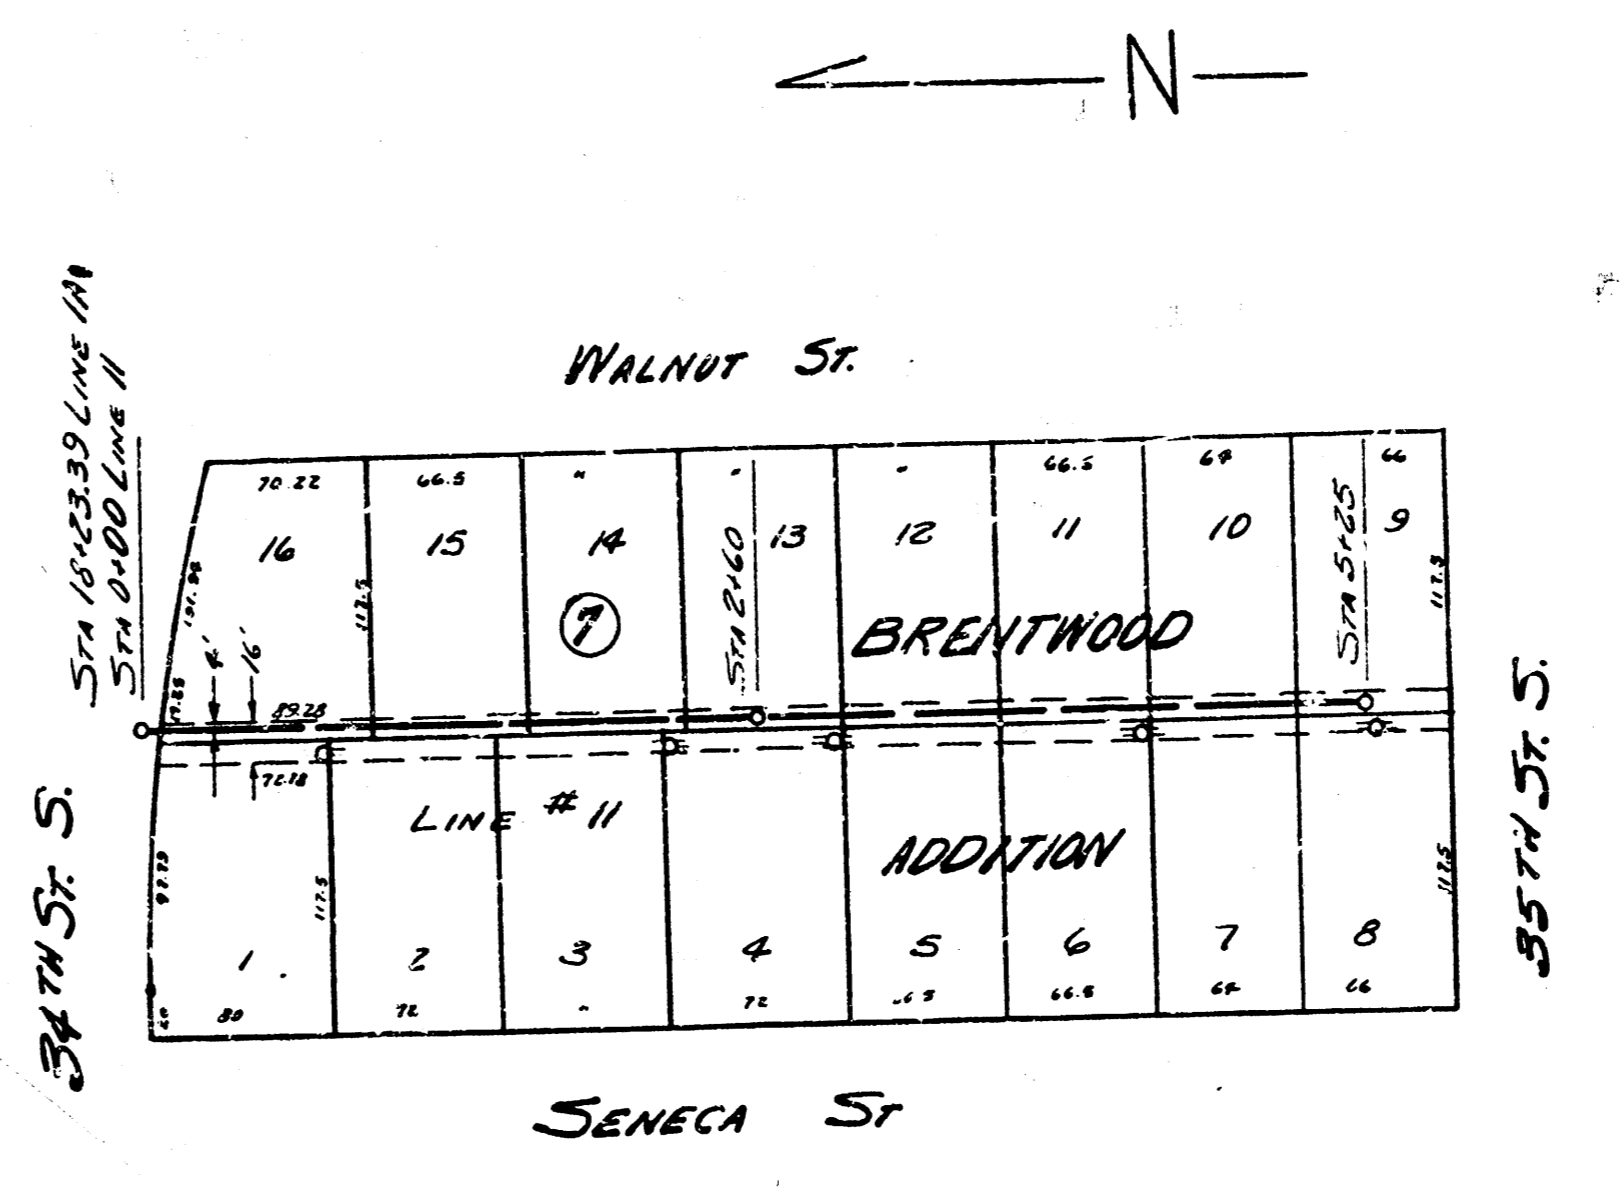 N
STA 18+23.39 LINE 1A
STA 0+00 LINE 11
WALNUT ST.
70.22 66.5 " " " 66.5 64 66
16 15 14 13 12 11 10 9
STA 2+60
STA 5+25
117.5
117.5
7
BRENTWOOD
4'
16'
89.28
72.18
LINE #11
ADDITION
34TH ST. S.
35TH ST. S.
117.5
117.5
1 2 3 4 5 6 7 8
20 80 72 " 72 66.5 66.5 64 66
SENECA ST